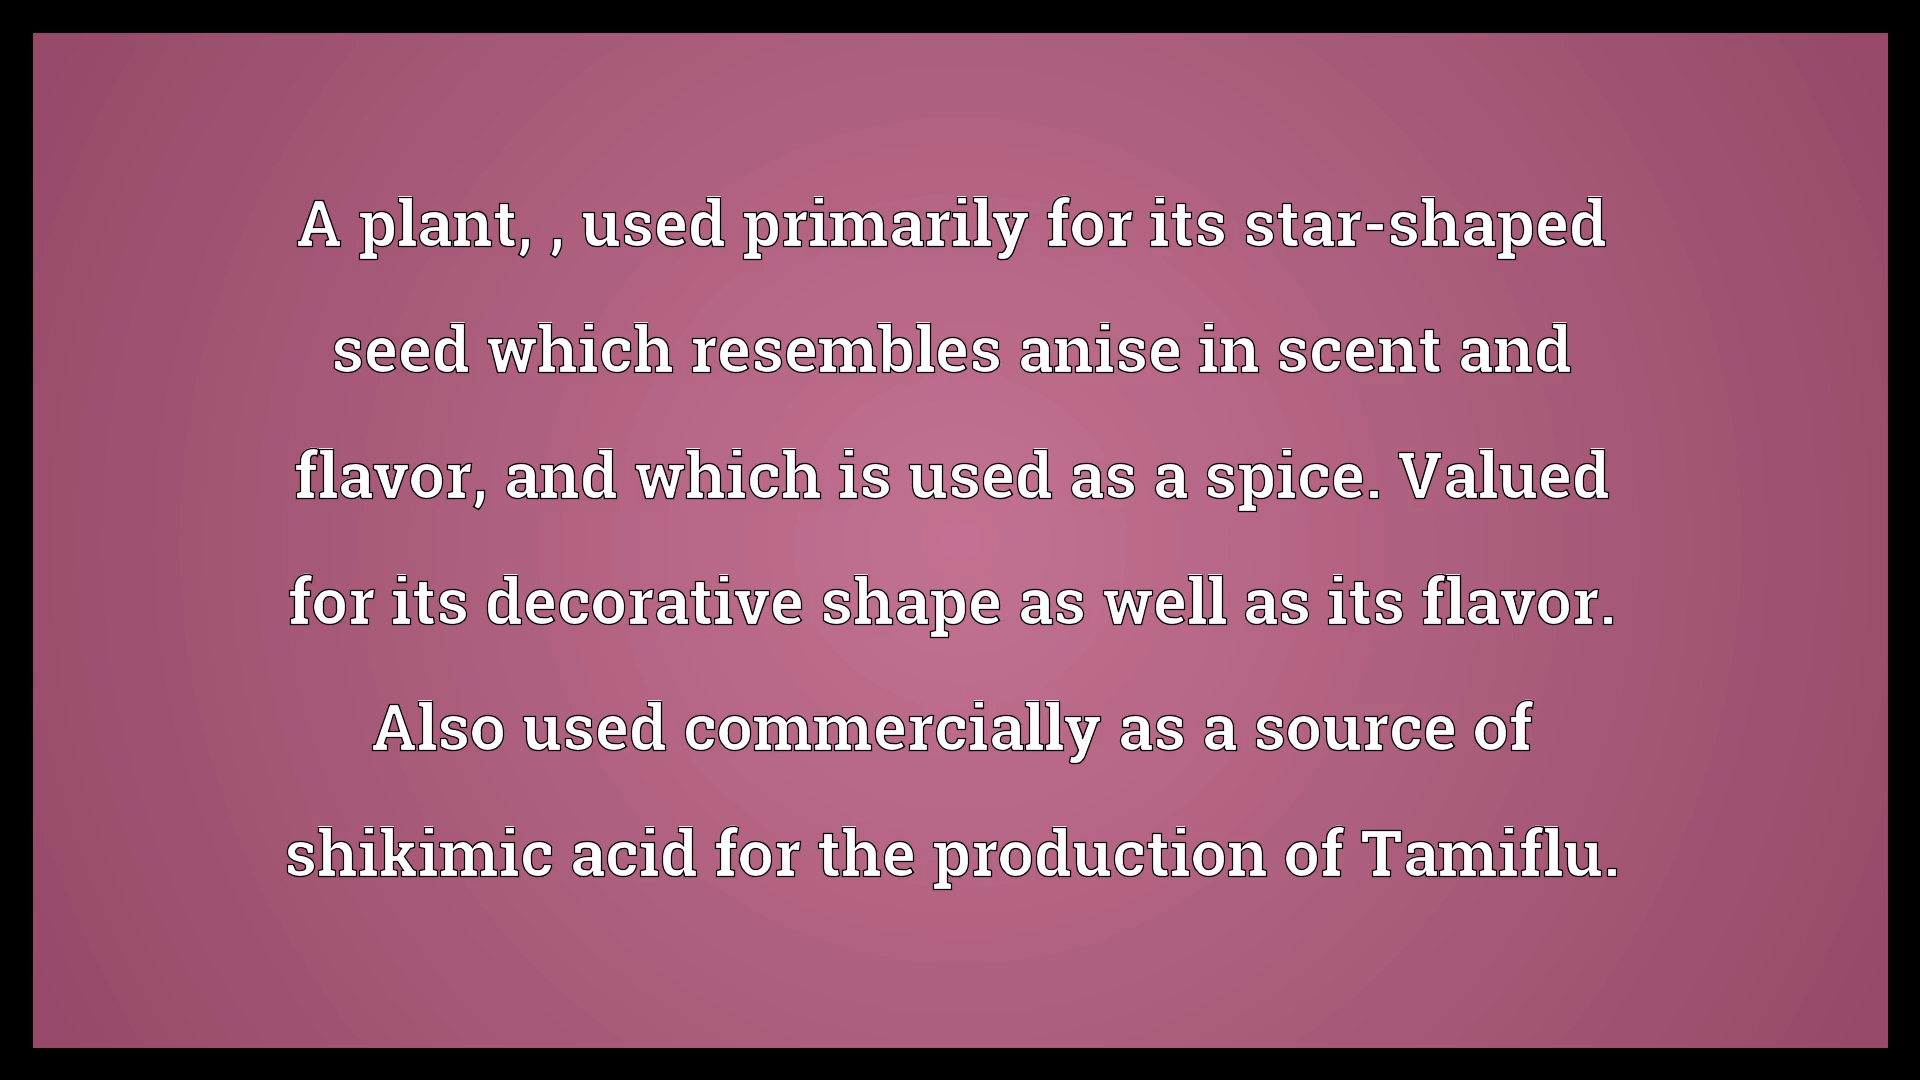 A plant, , used primarily for its star-shaped
seed which resembles anise in scent and
flavor, and which is used as a spice. Valued
for its decorative shape as well as its flavor.
Also used commercially as a source of
shikimic acid for the production of Tamiflu.